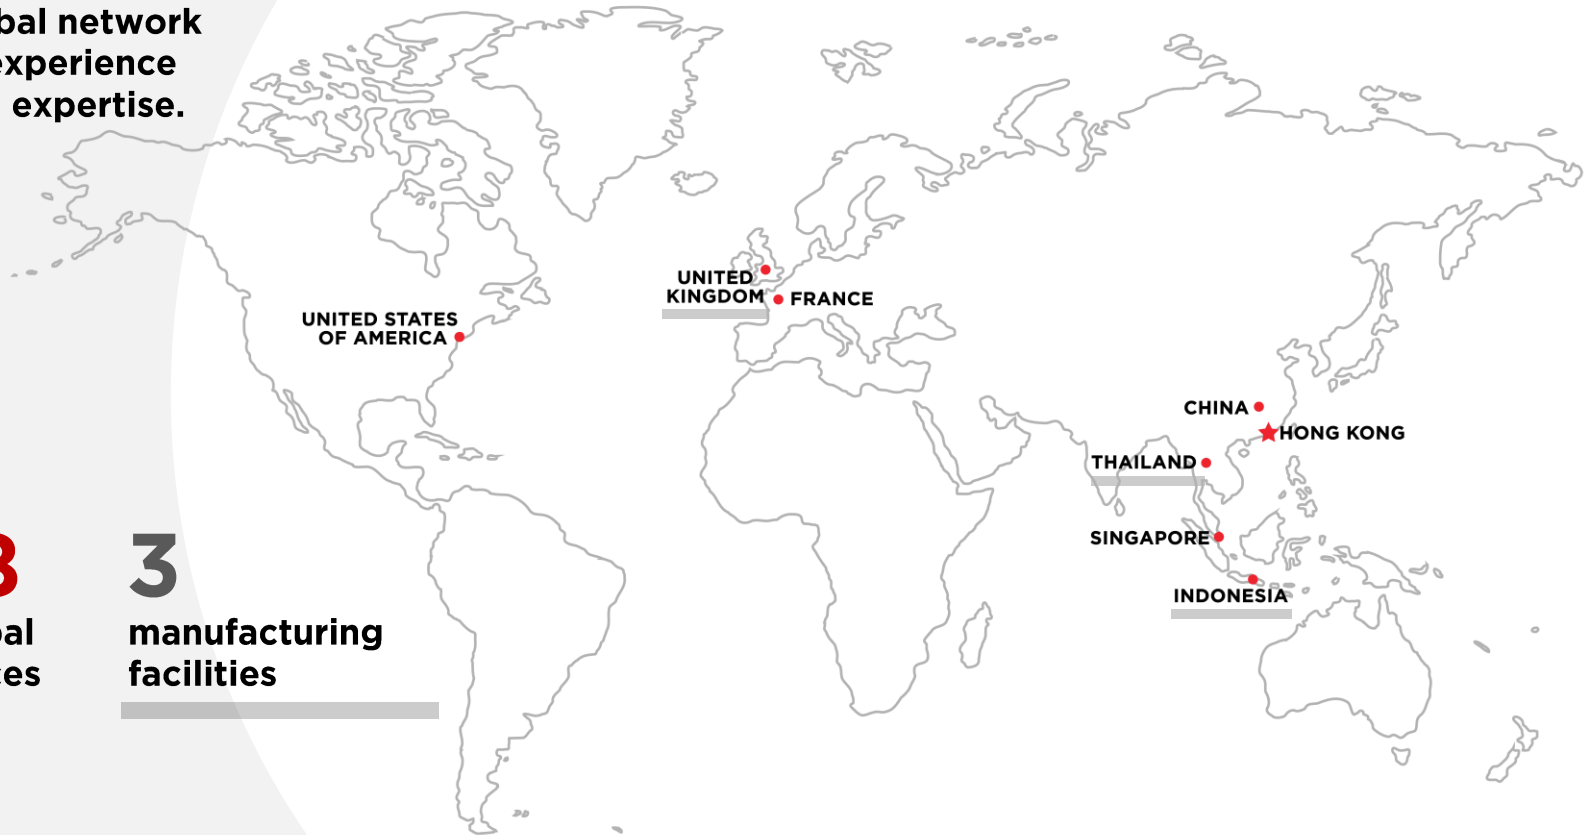 bal network
experience
expertise.
UNITED
KINGDOM
FRANCE
UNITED STATES
OF AMERICA
CHINA
HONG KONG
THAILAND
SINGAPORE
INDONESIA
3
manufacturing
facilities